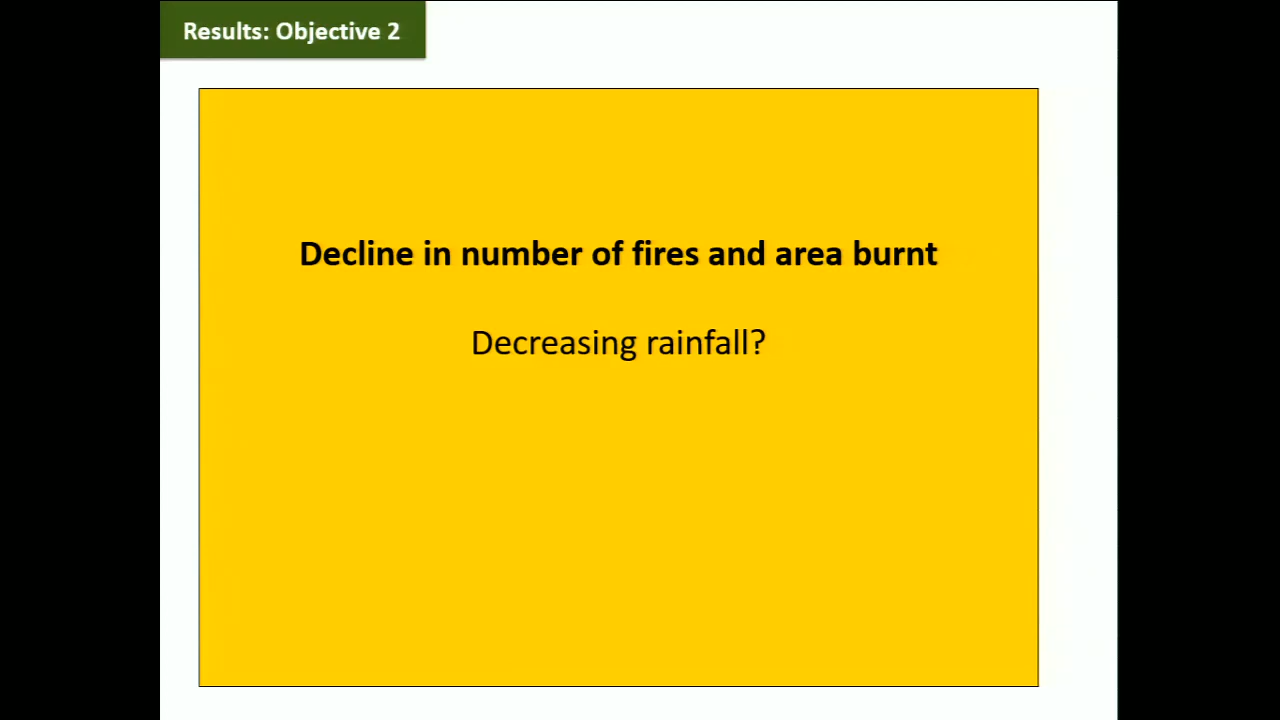 Results: Objective 2
Decline in number of fires and area burnt
Decreasing rainfall?